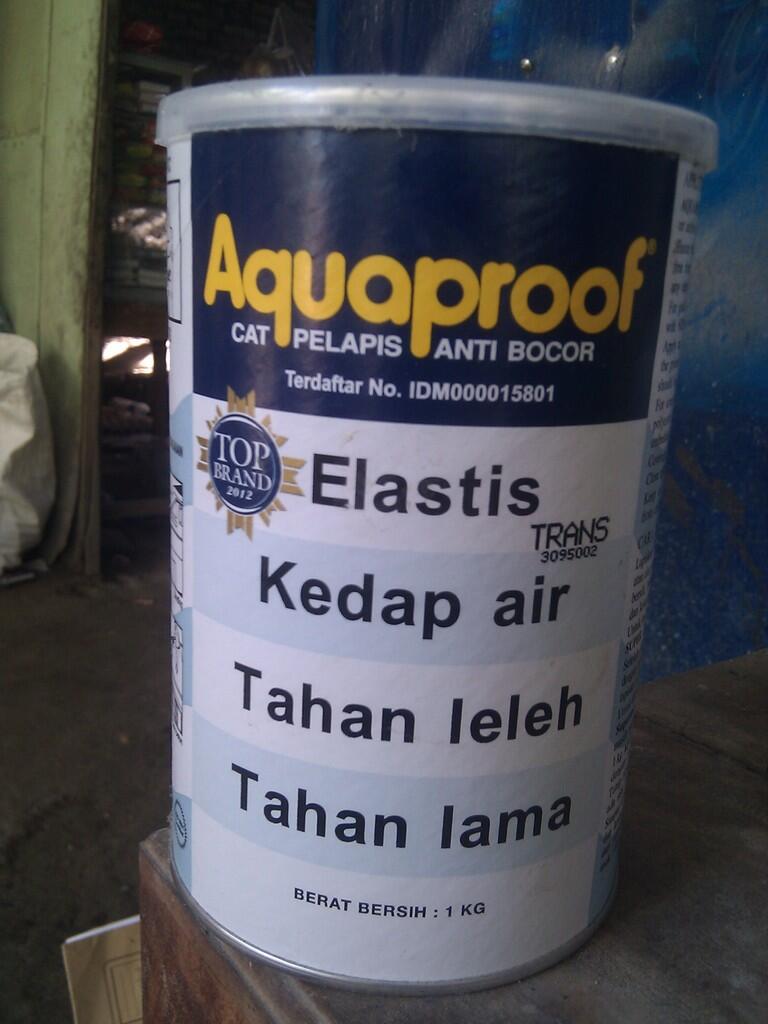 Aquaproof®
CAT PELAPIS ANTI BOCOR
Terdaftar No. IDM000015801
TOP
BRAND
2012
Elastis
TRANS
3095002
Kedap air
Tahan leleh
Tahan lama
BERAT BERSIH : 1 KG